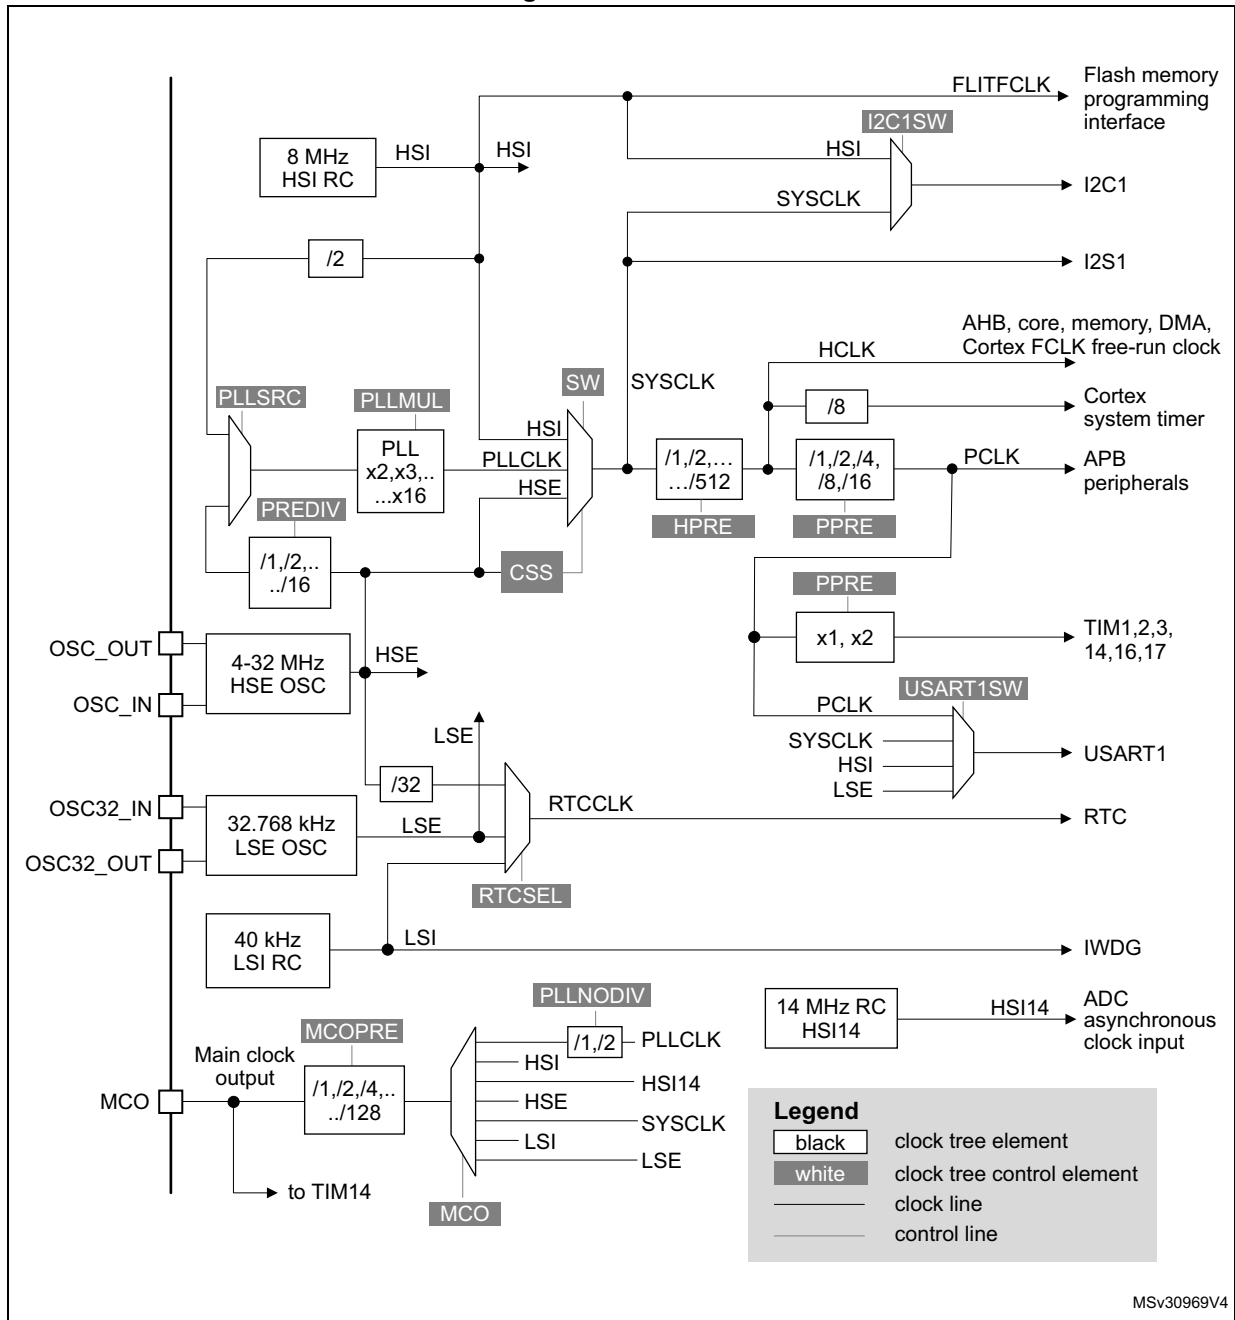 FLITFCLK
Flash memory
programming
interface
I2C1SW
8 MHz
HSI RC
HSI
HSI
HSI
SYSCLK
I2C1
/2
I2S1
AHB, core, memory, DMA,
Cortex FCLK free-run clock
HCLK
PLLSRC
PLLMUL
SW
SYSCLK
/8
Cortex
system timer
PLL
x2,x3,..
...x16
HSI
PLLCLK
HSE
/1,/2,…
…/512
/1,/2,/4,
/8,/16
PCLK
APB
peripherals
HPRE
PPRE
PREDIV
/1,/2,..
../16
CSS
PPRE
x1, x2
TIM1,2,3,
14,16,17
OSC_OUT
OSC_IN
4-32 MHz
HSE OSC
HSE
USART1SW
PCLK
SYSCLK
HSI
LSE
USART1
LSE
/32
RTCCLK
RTC
OSC32_IN
OSC32_OUT
32.768 kHz
LSE OSC
LSE
RTCSEL
40 kHz
LSI RC
LSI
IWDG
PLLNODIV
14 MHz RC
HSI14
HSI14
ADC
asynchronous
clock input
MCOPRE
Main clock
output
MCO
/1,/2,/4,..
../128
/1,/2
PLLCLK
HSI
HSI14
HSE
SYSCLK
LSI
LSE
to TIM14
MCO
Legend
black clock tree element
white clock tree control element
clock line
control line
MSv30969V4